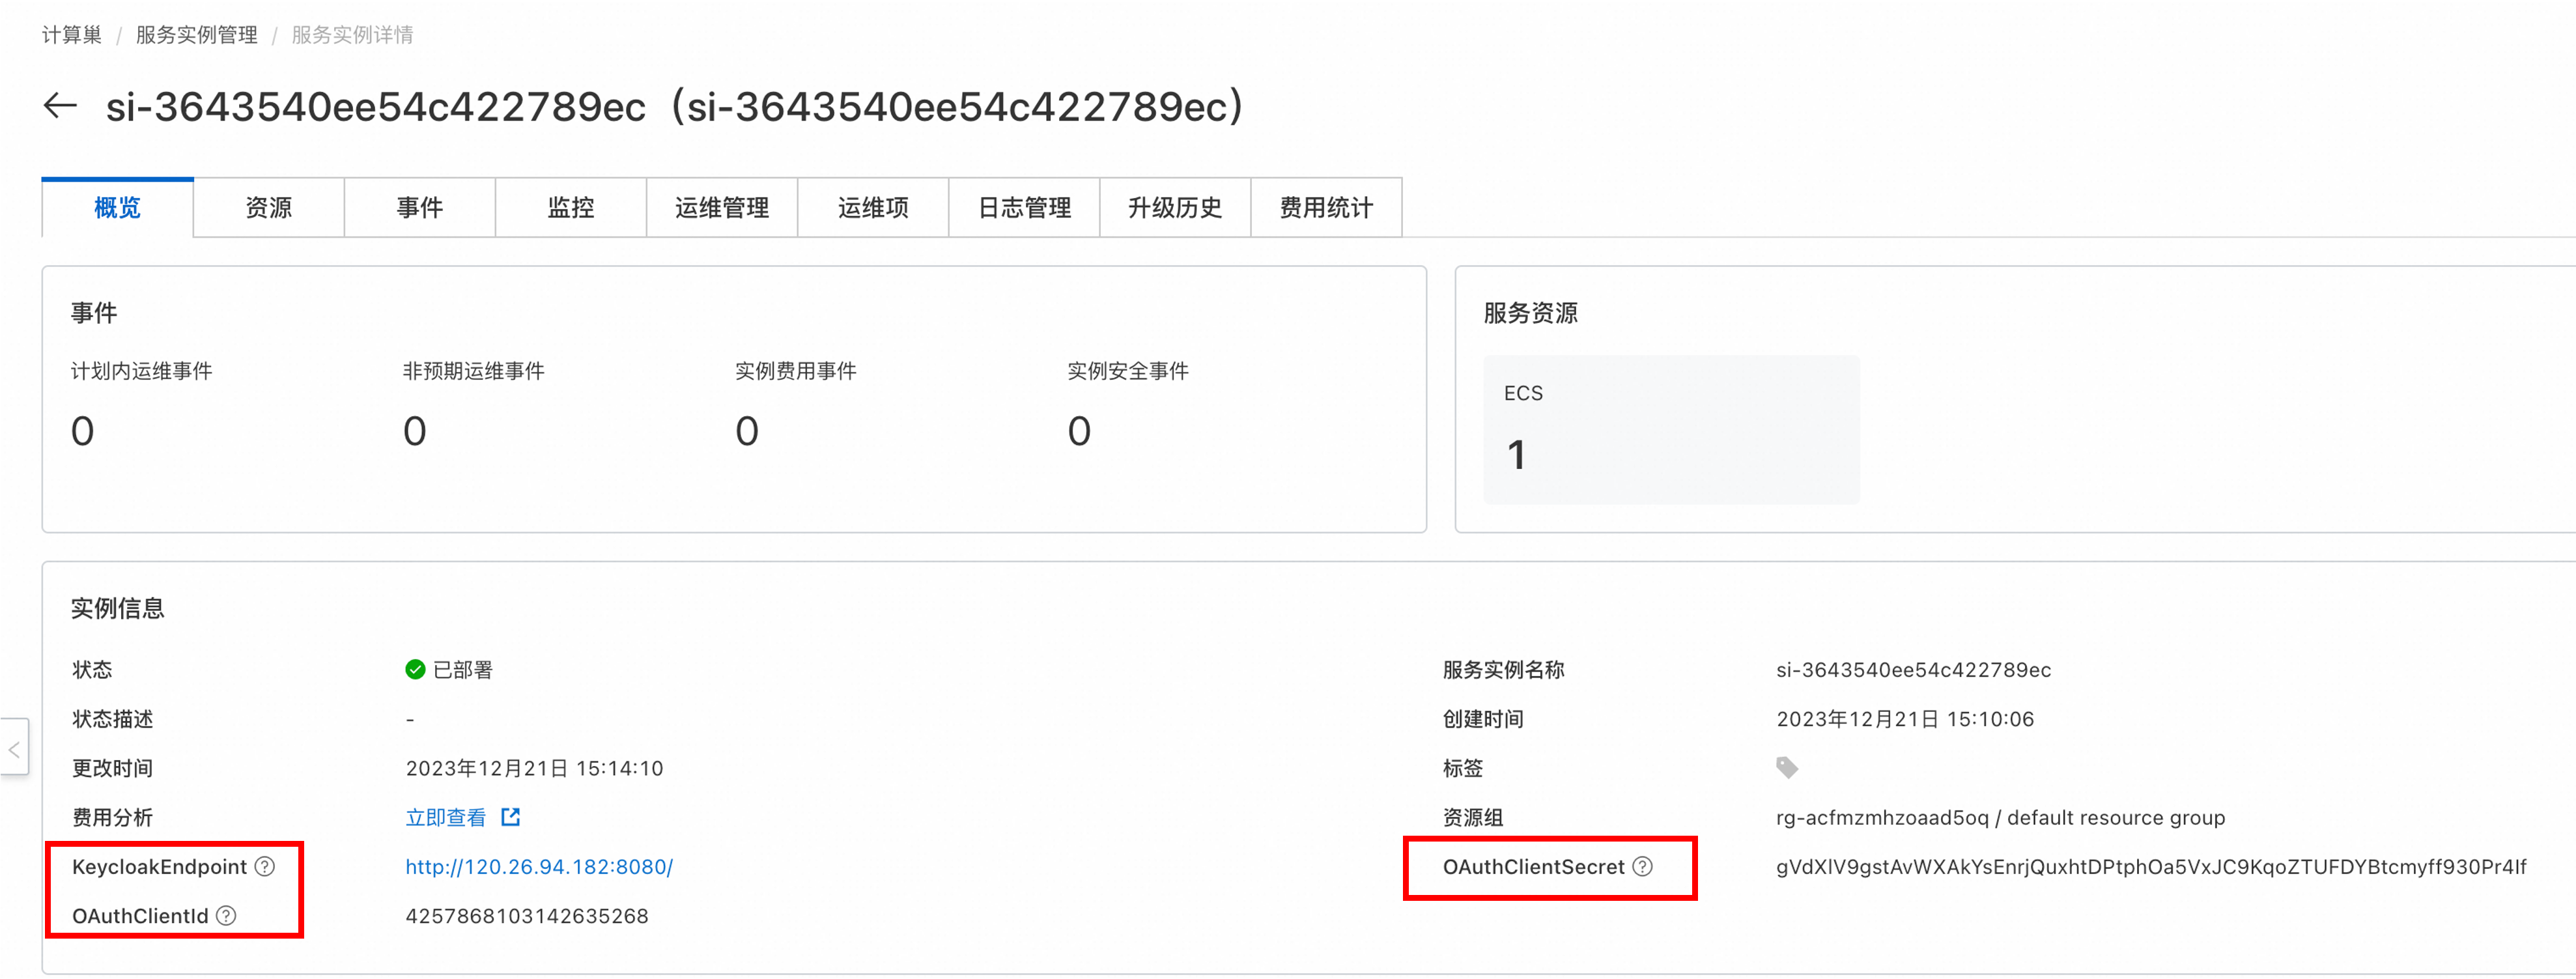 计算巢 / 服务实例管理 / 服务实例详情
← si-3643540ee54c422789ec（si-3643540ee54c422789ec）
概览 资源 事件 监控 运维管理 运维项 日志管理 升级历史 费用统计
事件
计划内运维事件 非预期运维事件 实例费用事件 实例安全事件
0 0 0 0
服务资源
ECS
1
实例信息
状态 已部署 服务实例名称 si-3643540ee54c422789ec
状态描述 - 创建时间 2023年12月21日 15:10:06
更改时间 2023年12月21日 15:14:10 标签
费用分析 立即查看 资源组 rg-acfmzmhzoaad5oq / default resource group
KeycloakEndpoint http://120.26.94.182:8080/ OAuthClientSecret gVdXlV9gstAvWXAkYsEnrjQuxhtDPtphOa5VxJC9KqoZTUFDYBtcmyff930Pr4If
OAuthClientId 4257868103142635268